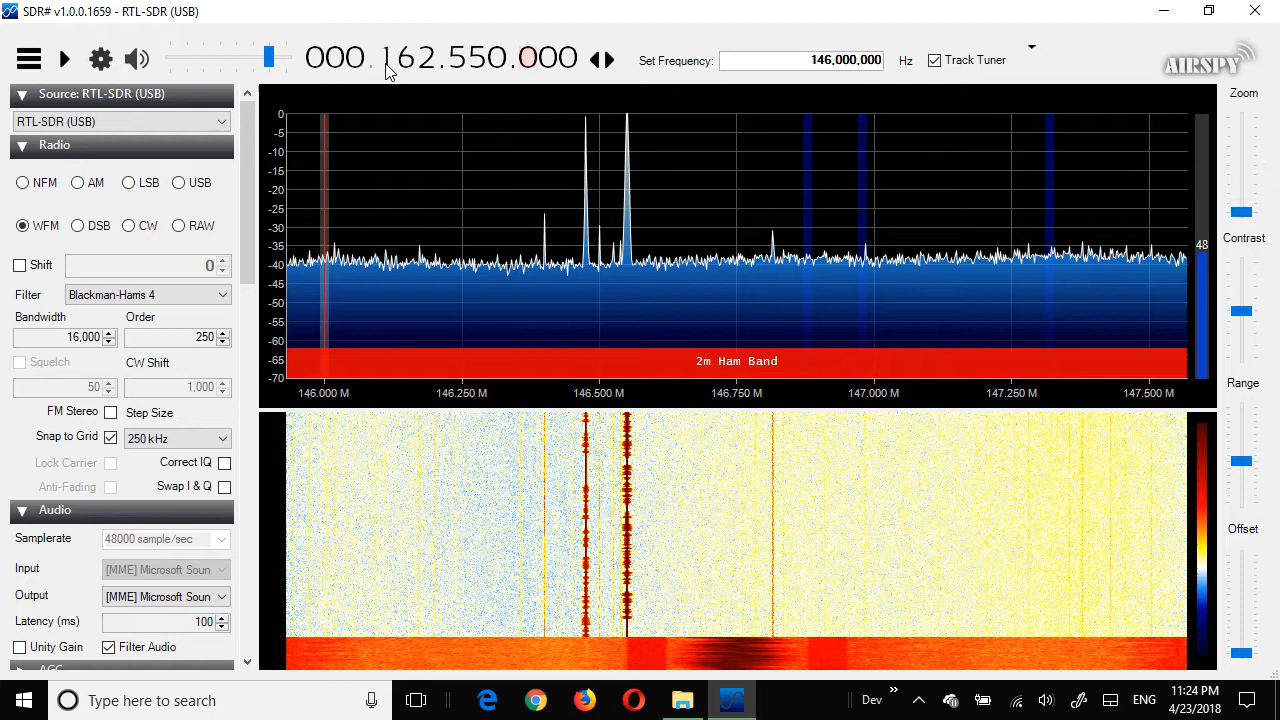 SDR# v1.0.0.1659 - RTL-SDR (USB)
000.162.550.000
Set Frequency: 146,000,000 Hz Track Tuner
AIRSPY
Source: RTL-SDR (USB)
RTL-SDR (USB)
Radio
NFM AM LSB USB
WFM DSB CW RAW
Shift 0
Filter Blackman-Harris 4
Bandwidth Order
16,000 250
Squelch CW Shift
50 1,000
FM Stereo Step Size
Snap to Grid 250 kHz
Lock Carrier Correct IQ
Anti-Fading Swap I & Q
Audio
Samplerate 48000 sample/sec
Input [MME] Microsoft Soun
Output [MME] Microsoft Soun
Latency (ms) 100
Unity Gain Filter Audio
AGC
0
-5
-10
-15
-20
-25
-30
-35
-40
-45
-50
-55
-60
-65
-70
2m Ham Band
146.000 M 146.250 M 146.500 M 146.750 M 147.000 M 147.250 M 147.500 M
48
Zoom
Contrast
Range
Offset
Type here to search
Dev
ENG
11:24 PM
4/23/2018